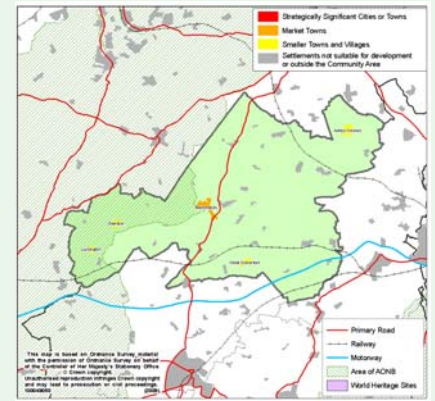 Strategically Significant Cities or Towns
Market Towns
Smaller Towns and Villages
Settlements not suitable for development
or outside the Community Area
Primary Road
Railway
Motorway
Area of AONB
World Heritage Sites
This map is based on Ordnance Survey material
with the permission of Ordnance Survey on behalf
of the Controller of Her Majesty's Stationery Office
© Crown copyright.
Unauthorised reproduction infringes Crown copyright
and may lead to prosecution or civil proceedings.